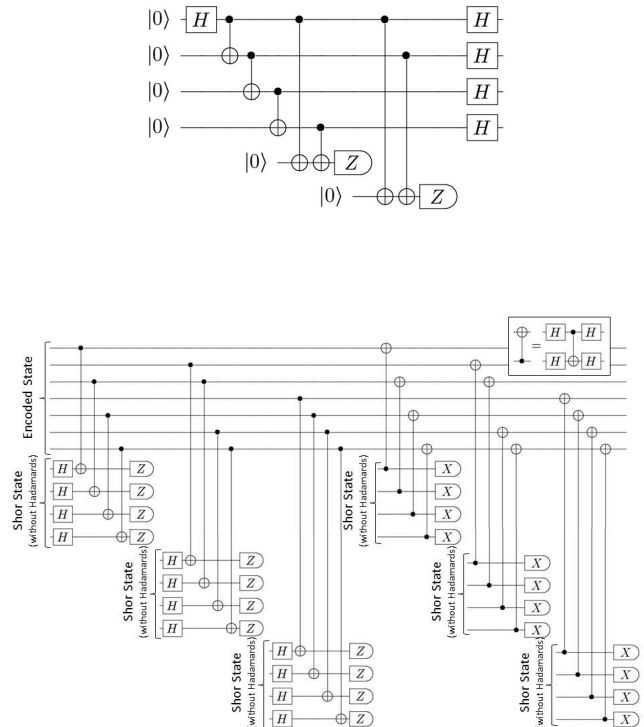 |0⟩ H H
|0⟩ H
|0⟩ H
|0⟩ H
|0⟩ Z
|0⟩ Z
= H H
H H
Encoded State
Shor State
(without Hadamards)
H Z
H Z
H Z
H Z
Shor State
(without Hadamards)
X
X
X
X
Shor State
(without Hadamards)
H Z
H Z
H Z
H Z
Shor State
(without Hadamards)
X
X
X
X
Shor State
(without Hadamards)
H Z
H Z
H Z
H Z
Shor State
(without Hadamards)
X
X
X
X